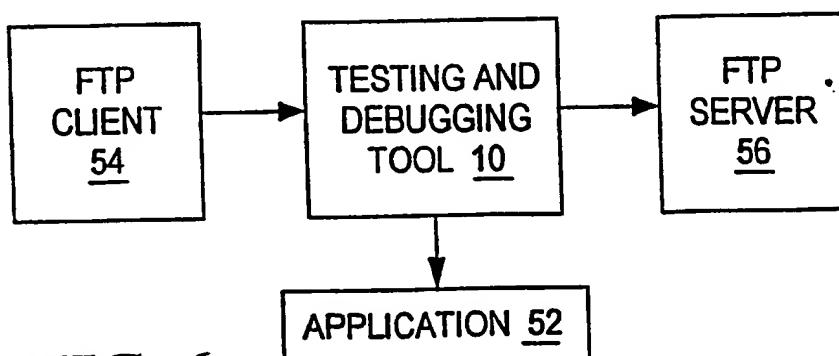 FTP
CLIENT
54
TESTING AND
DEBUGGING
TOOL 10
FTP
SERVER
56
APPLICATION 52